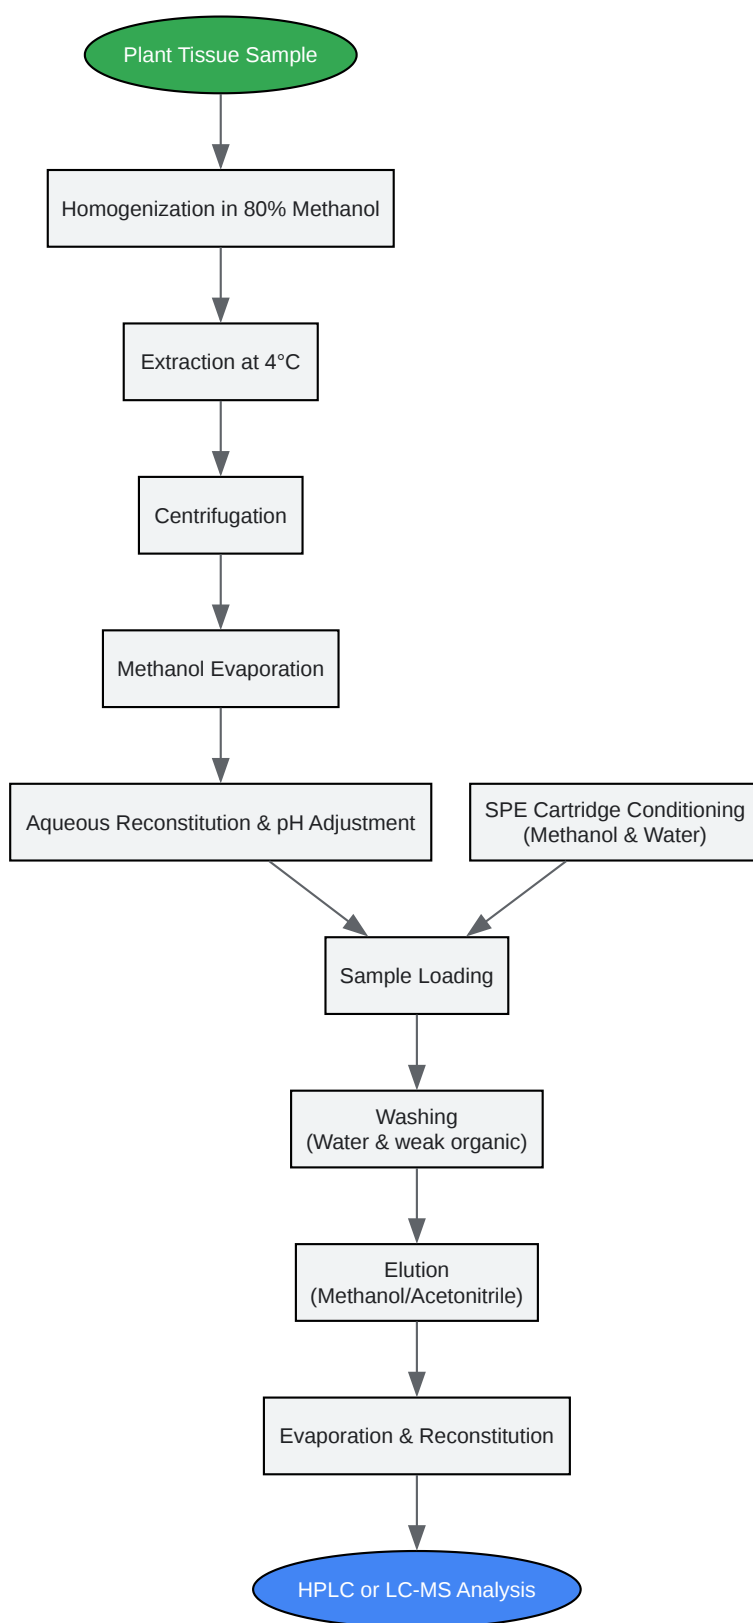 Plant Tissue Sample
Homogenization in 80% Methanol
Extraction at 4°C
Centrifugation
Methanol Evaporation
Aqueous Reconstitution & pH Adjustment
SPE Cartridge Conditioning
(Methanol & Water)
Sample Loading
Washing
(Water & weak organic)
Elution
(Methanol/Acetonitrile)
Evaporation & Reconstitution
HPLC or LC-MS Analysis